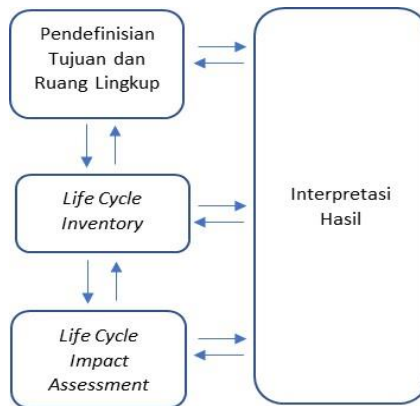 Pendefinisian
Tujuan dan
Ruang Lingkup
Life Cycle
Inventory
Interpretasi
Hasil
Life Cycle
Impact
Assessment